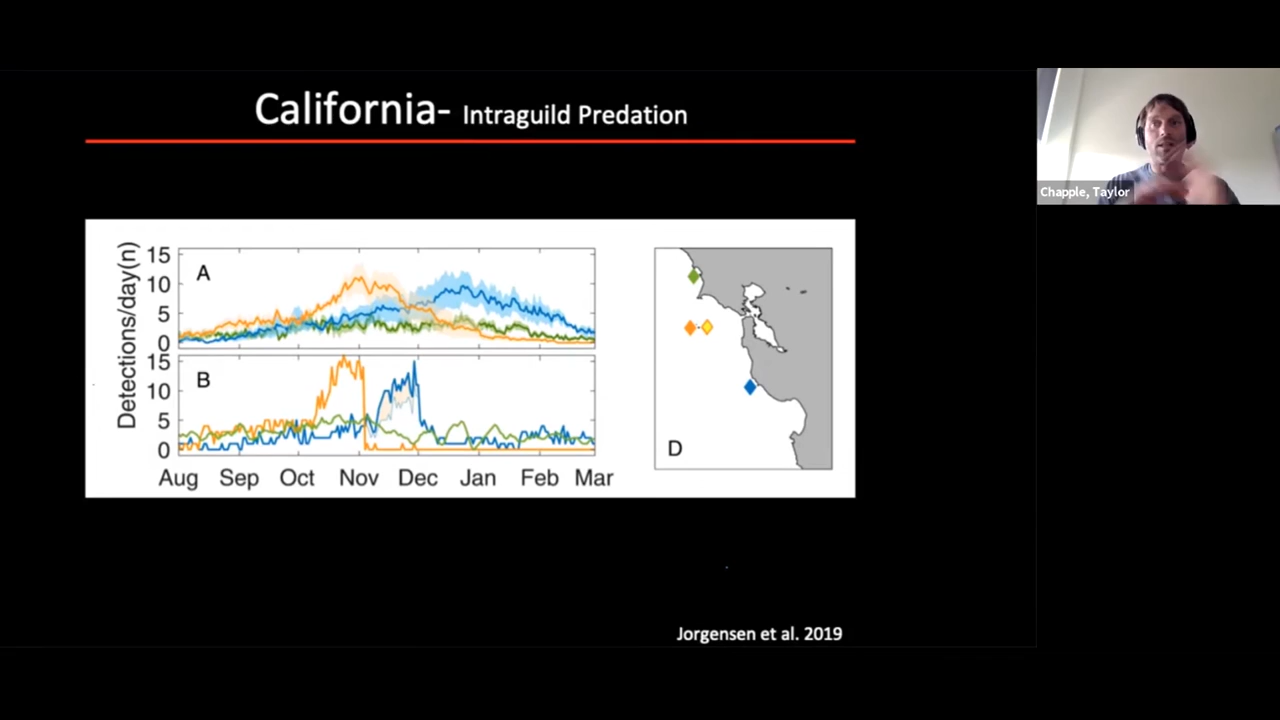 California- Intraguild Predation
Chapple, Taylor
Detections/day(n)
15
10
5
0
A
15
10
5
0
B
Aug Sep Oct Nov Dec Jan Feb Mar
D
Jorgensen et al. 2019